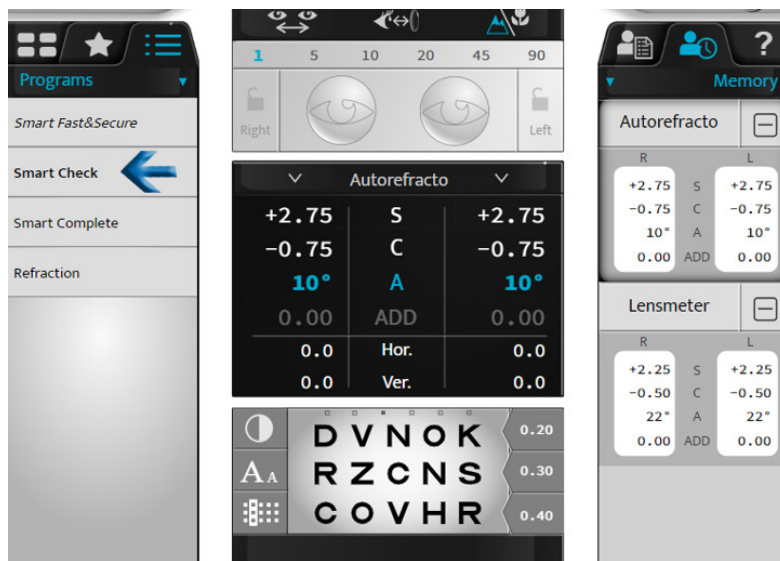 Programs
Smart Fast&Secure
Smart Check
Smart Complete
Refraction
1 5 10 20 45 90
Right Left
Autorefracto
+2.75 S +2.75
-0.75 C -0.75
10° A 10°
0.00 ADD 0.00
0.0 Hor. 0.0
0.0 Ver. 0.0
D V N O K 0.20
A A R Z C N S 0.30
C O V H R 0.40
?
Memory
Autorefracto
R L
+2.75 S +2.75
-0.75 C -0.75
10° A 10°
0.00 ADD 0.00
Lensmeter
R L
+2.25 S +2.25
-0.50 C -0.50
22° A 22°
0.00 ADD 0.00